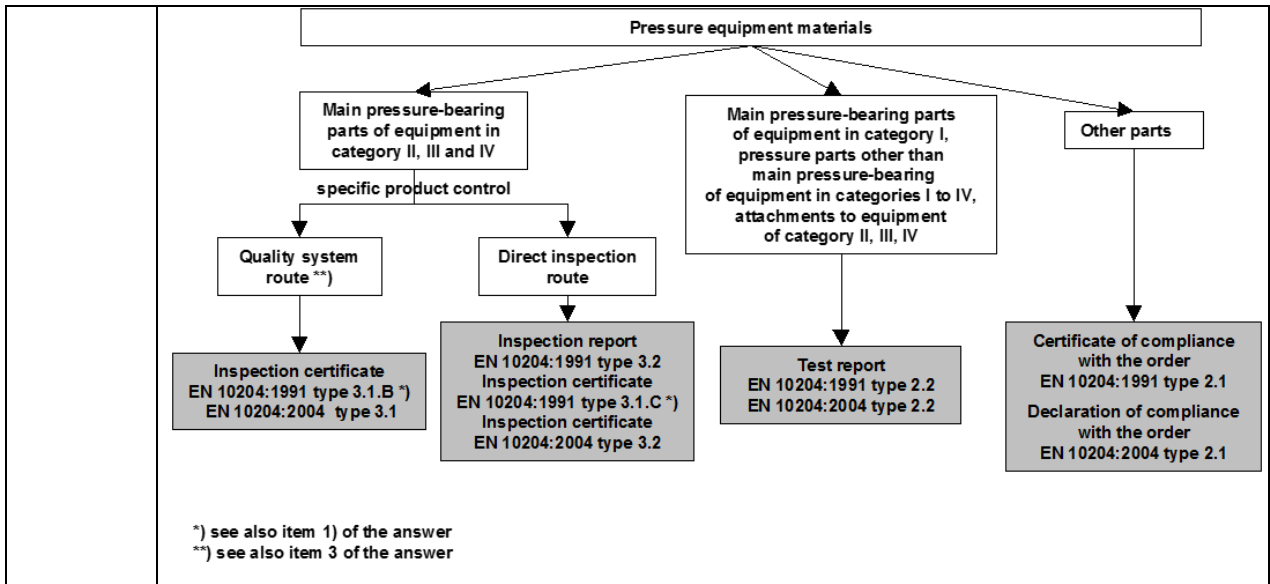 Pressure equipment materials
Main pressure-bearing
parts of equipment in
category II, III and IV
Main pressure-bearing parts
of equipment in category I,
pressure parts other than
main pressure-bearing
of equipment in categories I to IV,
attachments to equipment
of category II, III, IV
Other parts
specific product control
Quality system
route **)
Direct inspection
route
Inspection certificate
EN 10204:1991 type 3.1.B *)
EN 10204:2004 type 3.1
Inspection report
EN 10204:1991 type 3.2
Inspection certificate
EN 10204:1991 type 3.1.C *)
Inspection certificate
EN 10204:2004 type 3.2
Test report
EN 10204:1991 type 2.2
EN 10204:2004 type 2.2
Certificate of compliance
with the order
EN 10204:1991 type 2.1
Declaration of compliance
with the order
EN 10204:2004 type 2.1
*) see also item 1) of the answer
**) see also item 3 of the answer